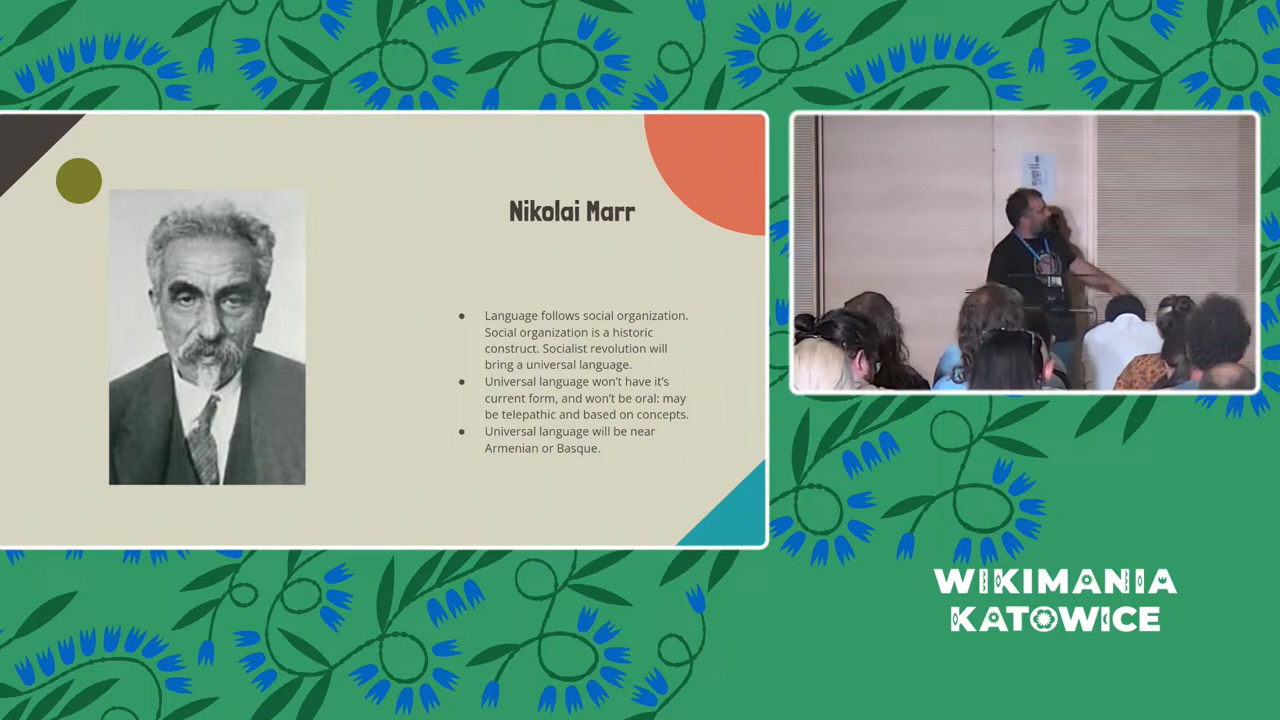 Nikolai Marr
● Language follows social organization.
Social organization is a historic
construct. Socialist revolution will
bring a universal language.
● Universal language won't have it's
current form, and won't be oral: may
be telepathic and based on concepts.
● Universal language will be near
Armenian or Basque.
WIKIMANIA
KATOWICE